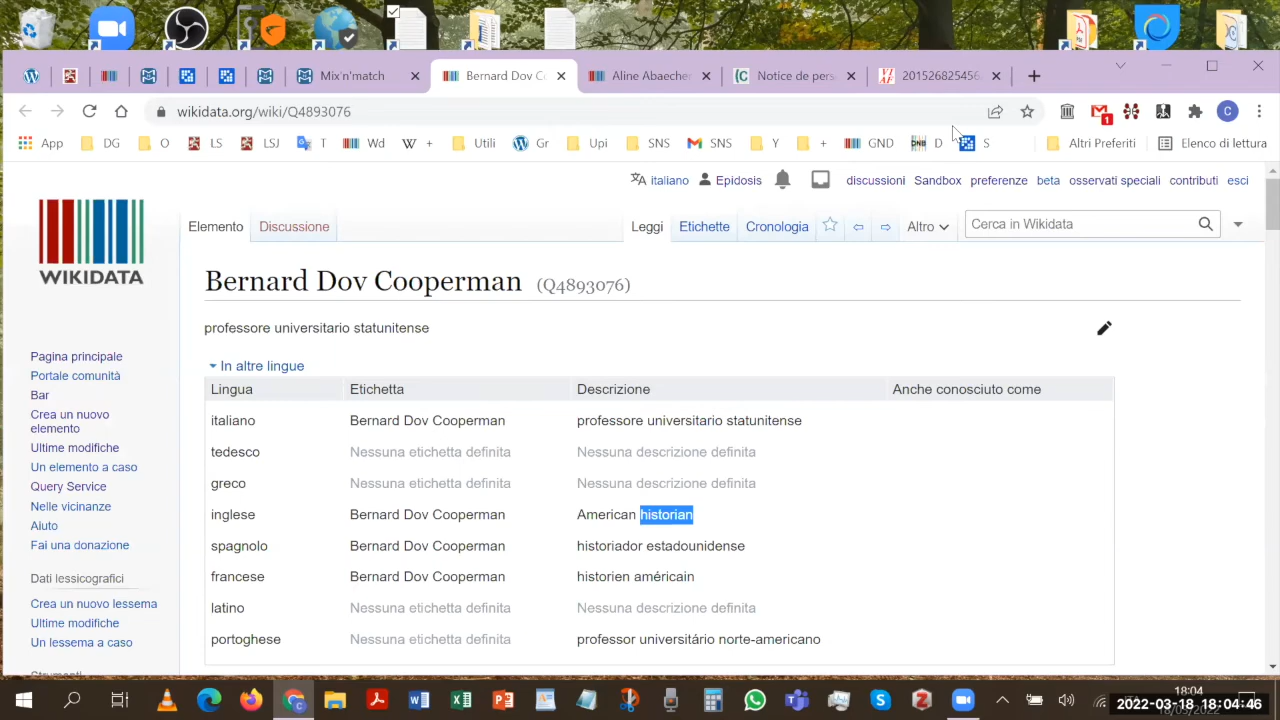 Mix'n'match
Bernard Dov C
Aline Abaeche
Notice de pers
201526825456
wikidata.org/wiki/Q4893076
1
C
App DG O LS LSJ T Wd + Utili Gr Upi SNS SNS Y + GND D S Altri Preferiti Elenco di lettura
italiano Epidosis discussioni Sandbox preferenze beta osservati speciali contributi esci
WIKIDATA
Elemento Discussione Leggi Etichette Cronologia Altro Cerca in Wikidata
Bernard Dov Cooperman (Q4893076)
professore universitario statunitense
In altre lingue
Lingua Etichetta Descrizione Anche conosciuto come
italiano Bernard Dov Cooperman professore universitario statunitense
tedesco Nessuna etichetta definita Nessuna descrizione definita
greco Nessuna etichetta definita Nessuna descrizione definita
inglese Bernard Dov Cooperman American historian
spagnolo Bernard Dov Cooperman historiador estadounidense
francese Bernard Dov Cooperman historien américain
latino Nessuna etichetta definita Nessuna descrizione definita
portoghese Nessuna etichetta definita professor universitário norte-americano
Pagina principale
Portale comunità
Bar
Crea un nuovo
elemento
Ultime modifiche
Un elemento a caso
Query Service
Nelle vicinanze
Aiuto
Fai una donazione
Dati lessicografici
Crea un nuovo lessema
Ultime modifiche
Un lessema a caso
Strumenti
18:04
2022-03-18 18:04:46